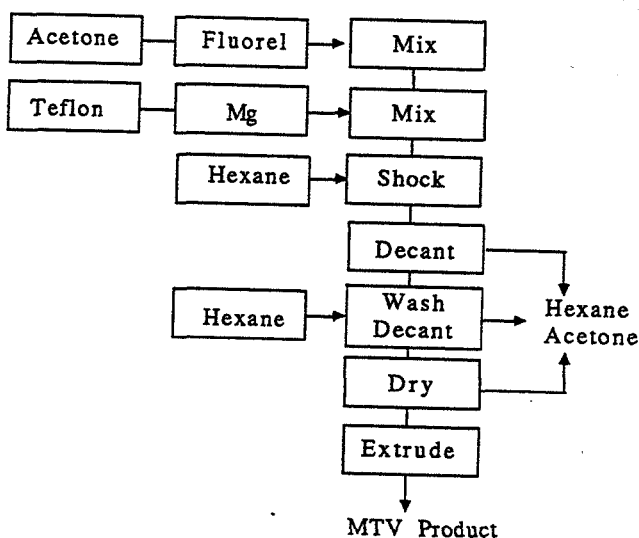 Acetone
Fluorel
Mix
Teflon
Mg
Mix
Hexane
Shock
Decant
Hexane
Wash
Decant
Hexane
Acetone
Dry
Extrude
MTV Product